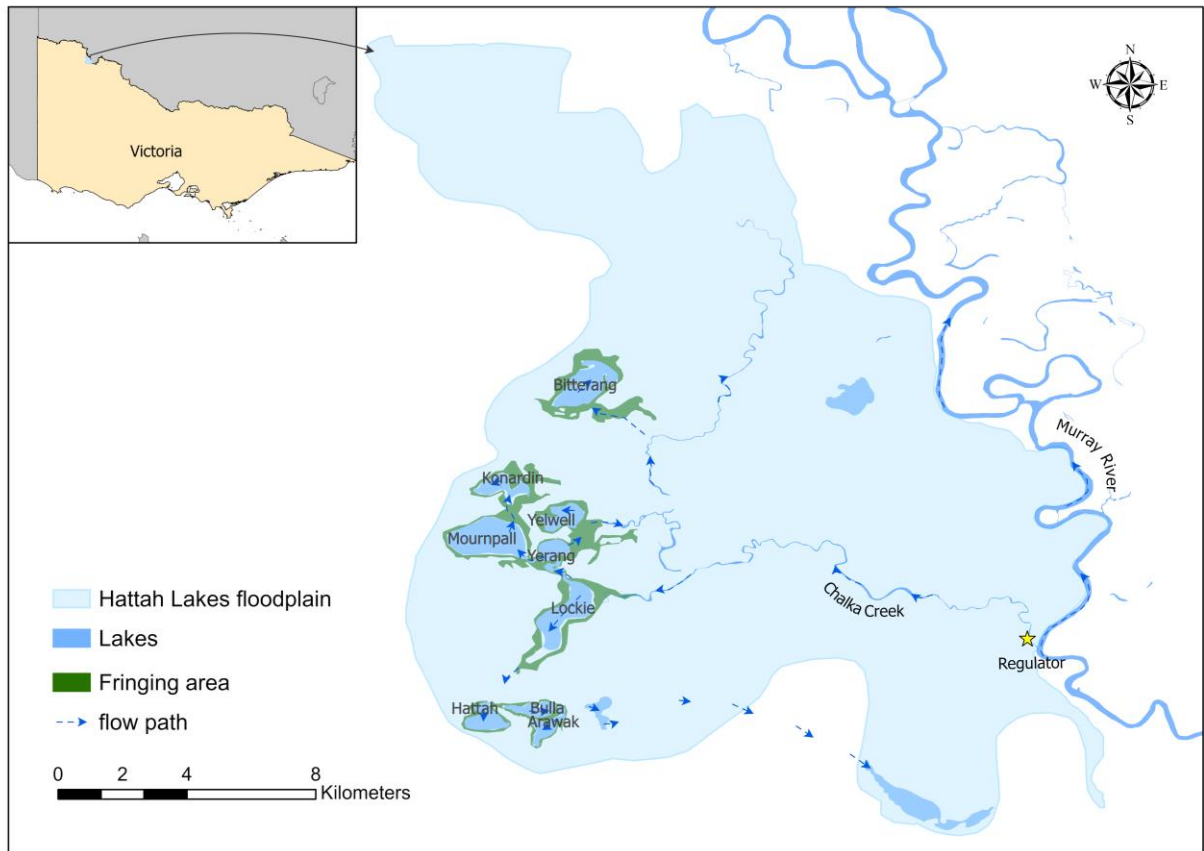 Victoria
N
W E
S
Bitterang
Konardin
Yelwell
Mournpall
Yerang
Lockie
Hattah
Bulla
Arawak
Murray River
Chalka Creek
Regulator
Hattah Lakes floodplain
Lakes
Fringing area
flow path
0 2 4 8
Kilometers